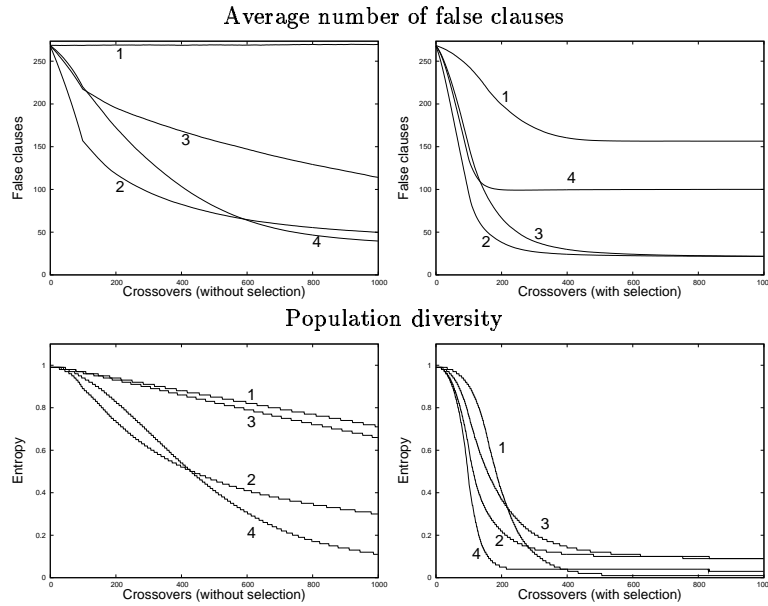 Average number of false clauses
250
200
150
100
50
0
False clauses
1
3
2
4
0 200 400 600 800 1000
Crossovers (without selection)
250
200
150
100
50
0
False clauses
1
4
3
2
0 200 400 600 800 100
Crossovers (with selection)
Population diversity
1
0.8
0.6
0.4
0.2
0
Entropy
1
3
2
4
0 200 400 600 800 1000
Crossovers (without selection)
1
0.8
0.6
0.4
0.2
0
Entropy
1
3
2
4
0 200 400 600 800 100
Crossovers (with selection)